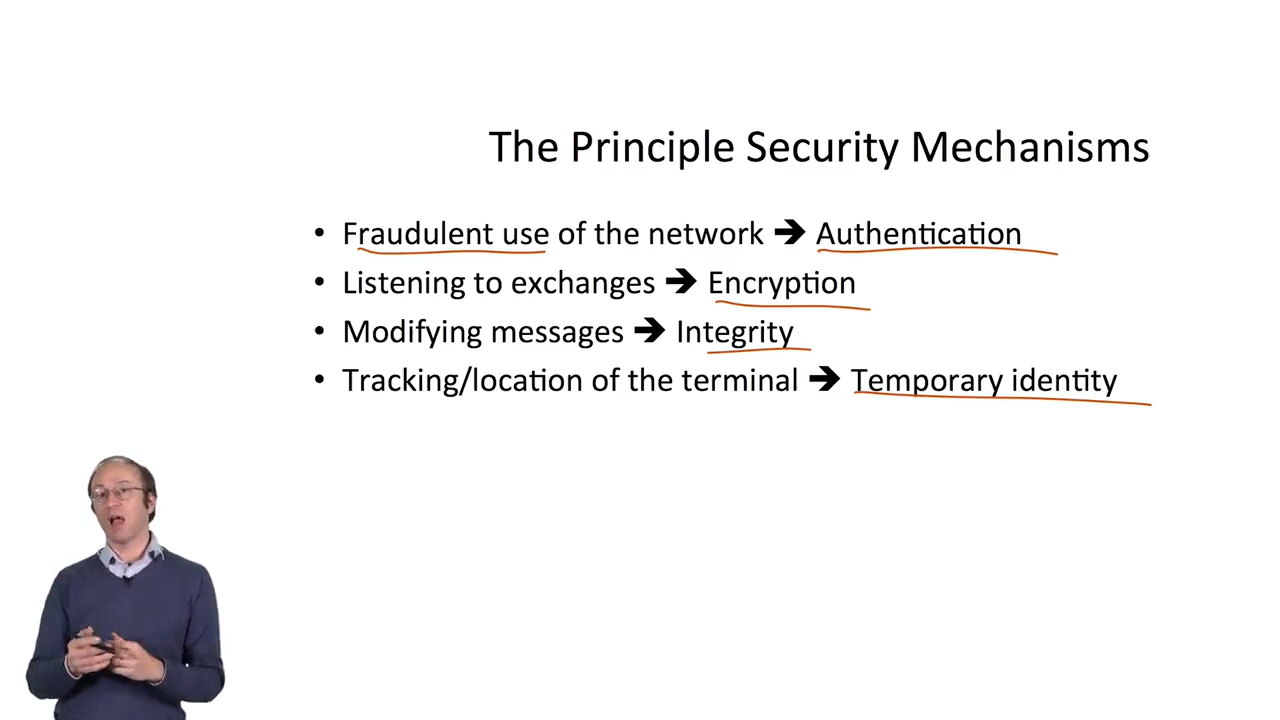 The Principle Security Mechanisms
• Fraudulent use of the network ➔ Authentication
• Listening to exchanges ➔ Encryption
• Modifying messages ➔ Integrity
• Tracking/location of the terminal ➔ Temporary identity